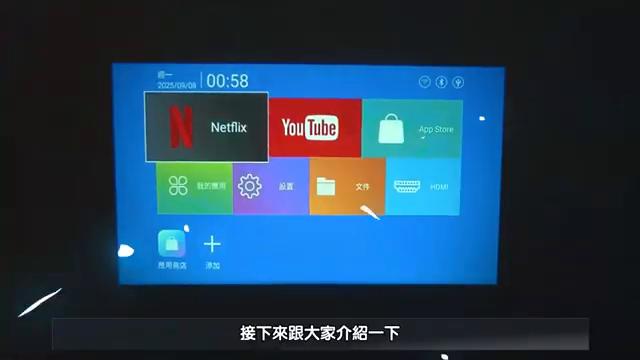 週一
2025/09/08
00:58
Netflix
YouTube
App Store
我的應用
設置
文件
HDMI
應用商店
添加
接下來跟大家介紹一下